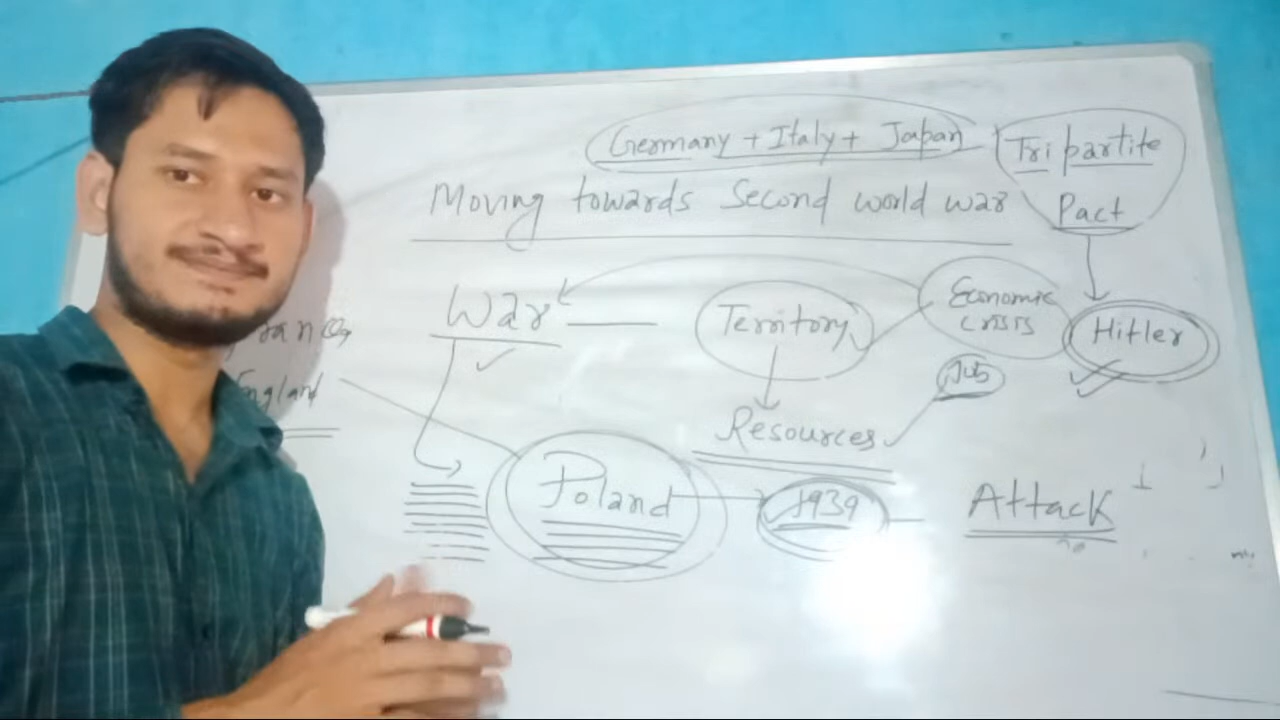 Germany + Italy + Japan
Tripartite
Pact
Moving towards Second world war
War
Territory
Economic
crisis
Hitler
England
Job
Resources
Poland
1939
Attack